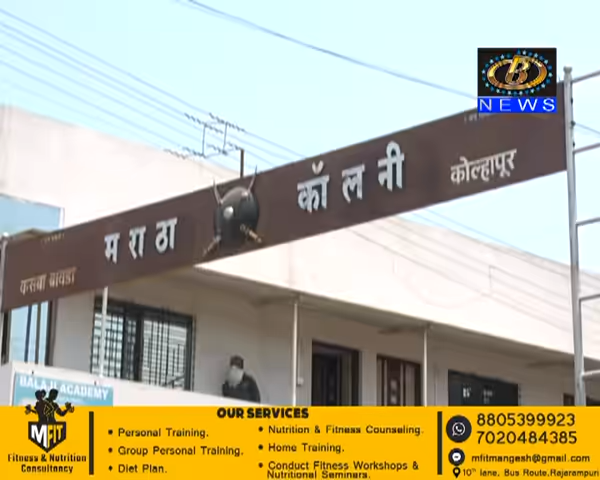 B
NEWS
मराठा कॉलनी
कोल्हापूर
कसबा बावडा
BALAJI ACADEMY
MFIT
Fitness & Nutrition
Consultancy
OUR SERVICES
• Personal Training.
• Group Personal Training.
• Diet Plan.
• Nutrition & Fitness Counseling.
• Home Training.
• Conduct Fitness Workshops &
Nutritional Seminars.
8805399923
7020484385
mfitmangesh@gmail.com
10th lane, Bus Route,Rajarampuri